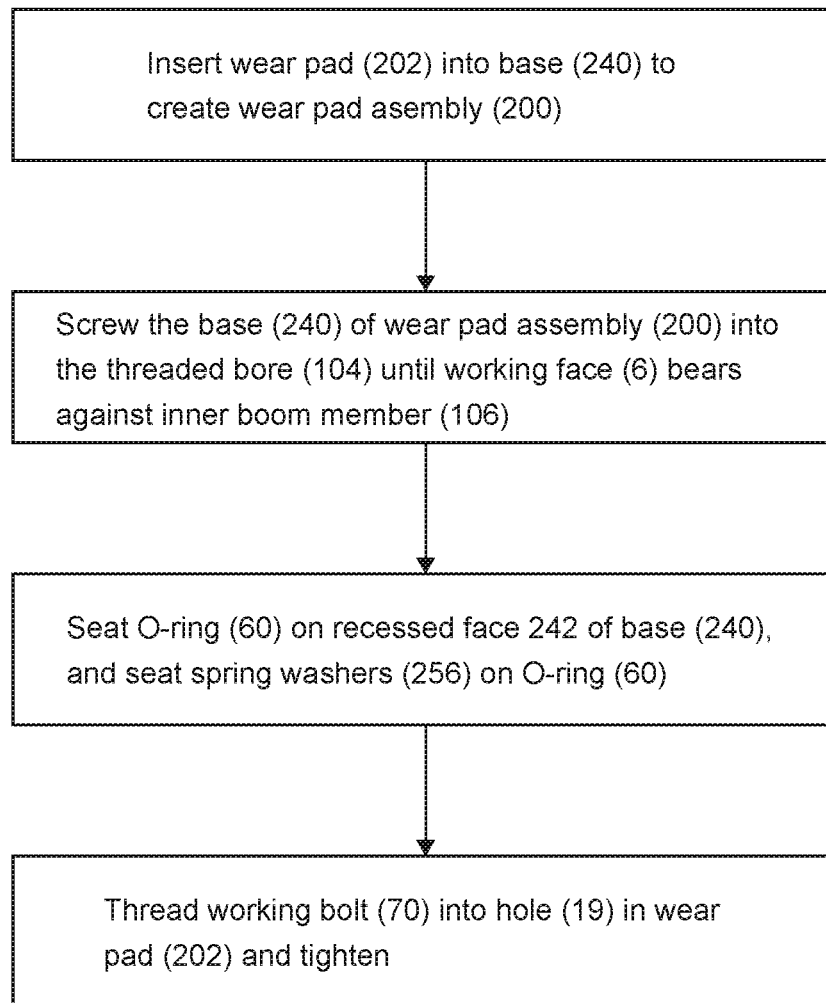 Insert wear pad (202) into base (240) to
create wear pad asembly (200)
Screw the base (240) of wear pad assembly (200) into
the threaded bore (104) until working face (6) bears
against inner boom member (106)
Seat O-ring (60) on recessed face 242 of base (240),
and seat spring washers (256) on O-ring (60)
Thread working bolt (70) into hole (19) in wear
pad (202) and tighten